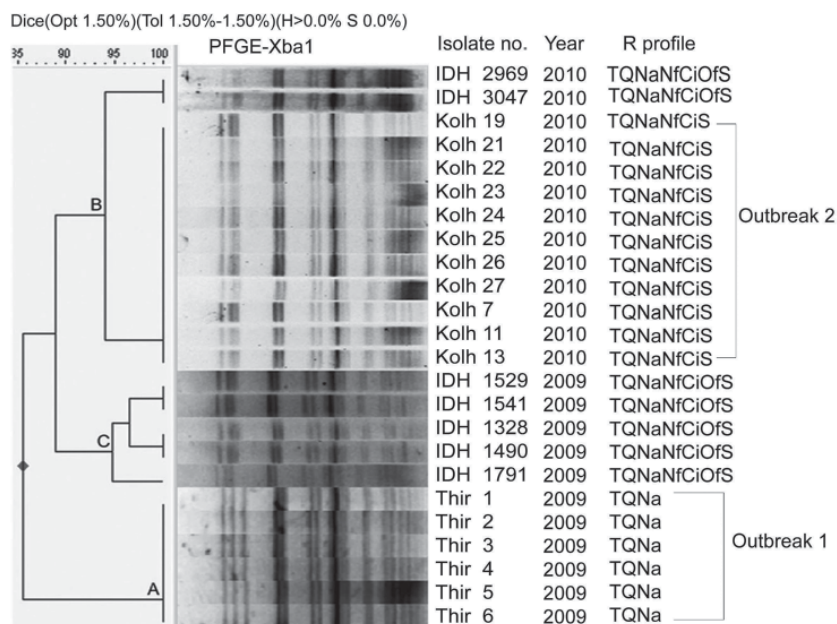 Dice(Opt 1.50%)(Tol 1.50%-1.50%)(H>0.0% S 0.0%)
PFGE-Xba1 Isolate no. Year R profile
85 90 95 100
IDH 2969 2010 TQNaNfCiOfS
IDH 3047 2010 TQNaNfCiOfS
Kolh 19 2010 TQNaNfCiS
Kolh 21 2010 TQNaNfCiS
Kolh 22 2010 TQNaNfCiS
Kolh 23 2010 TQNaNfCiS
B
Kolh 24 2010 TQNaNfCiS
Outbreak 2
Kolh 25 2010 TQNaNfCiS
Kolh 26 2010 TQNaNfCiS
Kolh 27 2010 TQNaNfCiS
Kolh 7 2010 TQNaNfCiS
Kolh 11 2010 TQNaNfCiS
Kolh 13 2010 TQNaNfCiS
IDH 1529 2009 TQNaNfCiOfS
IDH 1541 2009 TQNaNfCiOfS
IDH 1328 2009 TQNaNfCiOfS
C
IDH 1490 2009 TQNaNfCiOfS
IDH 1791 2009 TQNaNfCiOfS
Thir 1 2009 TQNa
Thir 2 2009 TQNa
Thir 3 2009 TQNa
Outbreak 1
Thir 4 2009 TQNa
A
Thir 5 2009 TQNa
Thir 6 2009 TQNa